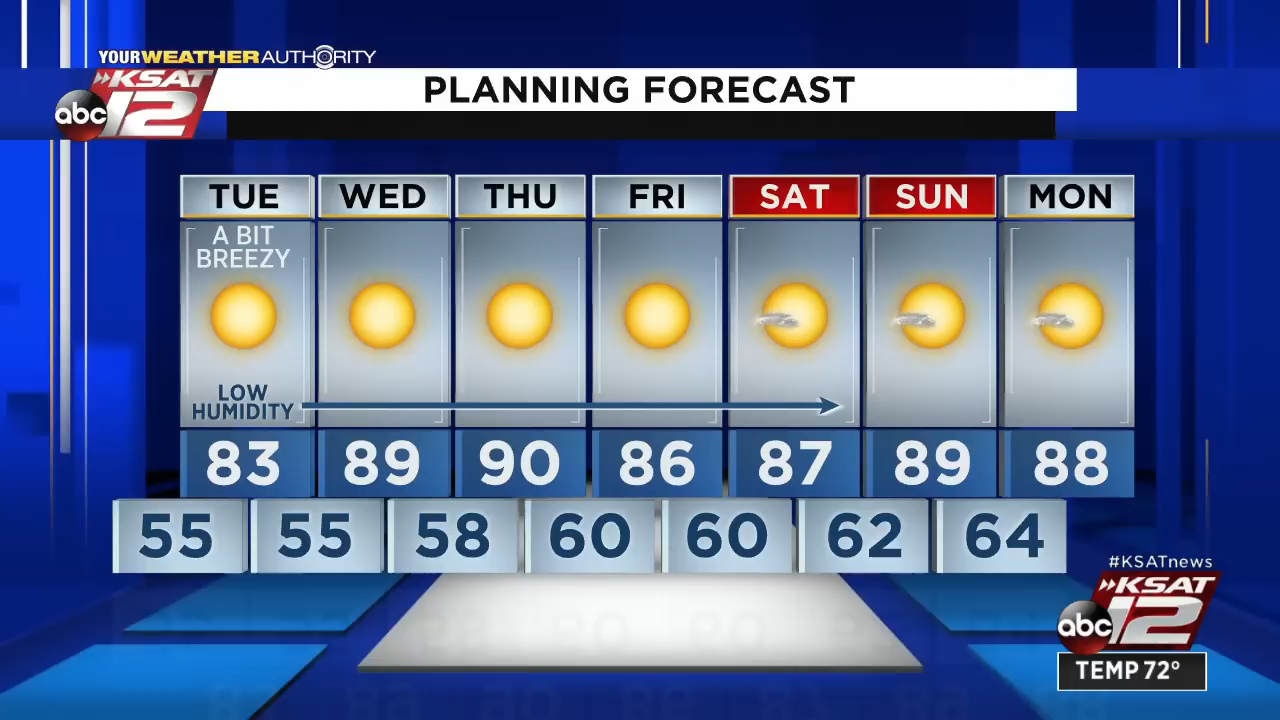 YOURWEATHERAUTHORITY
KSAT
abc 12
PLANNING FORECAST
TUE WED THU FRI SAT SUN MON
A BIT
BREEZY
LOW
HUMIDITY
83 89 90 86 87 89 88
55 55 58 60 60 62 64
#KSATnews
KSAT
abc 12
TEMP 72°